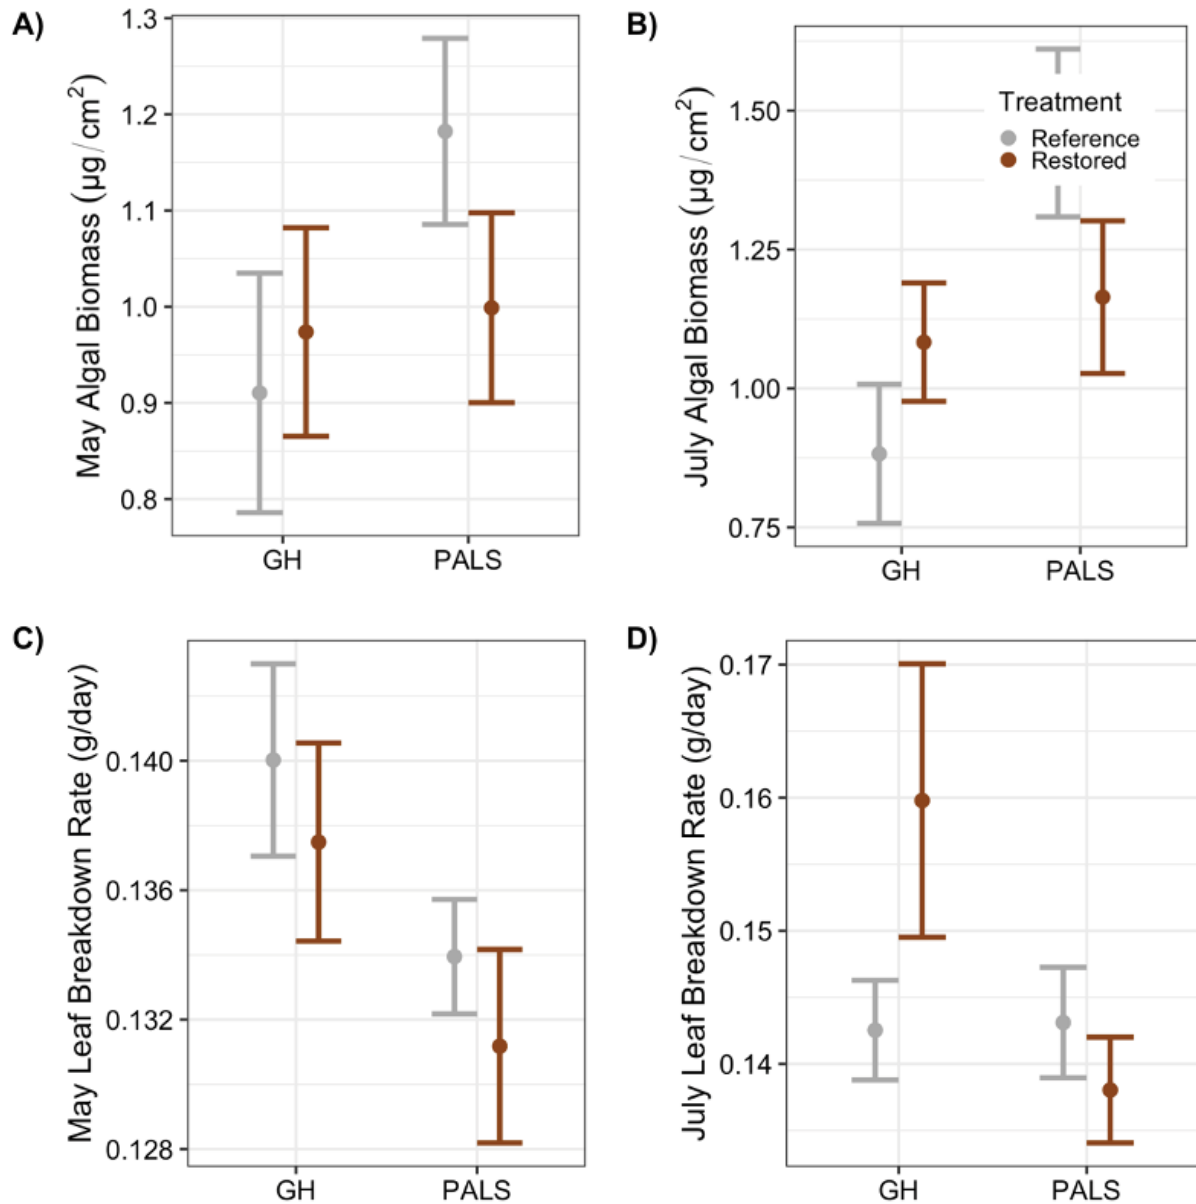 A)
May Algal Biomass (µg/cm²)
1.3
1.2
1.1
1.0
0.9
0.8
GH PALS
B)
July Algal Biomass (µg/cm²)
1.50
1.25
1.00
0.75
Treatment
Reference
Restored
GH PALS
C)
May Leaf Breakdown Rate (g/day)
0.140
0.136
0.132
0.128
GH PALS
D)
July Leaf Breakdown Rate (g/day)
0.17
0.16
0.15
0.14
GH PALS